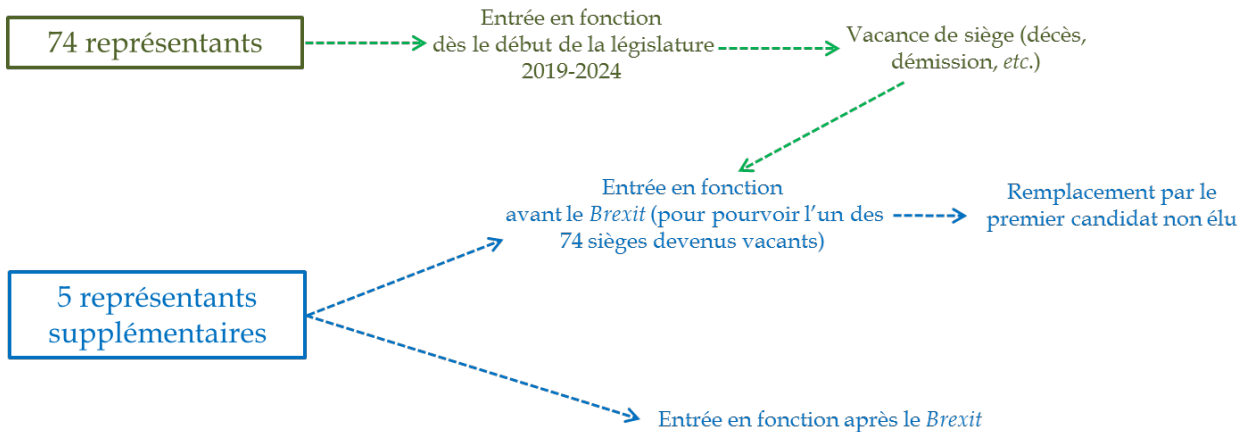 74 représentants
Entrée en fonction
dès le début de la législature
2019-2024
Vacance de siège (décès,
démission, etc.)
Entrée en fonction
avant le Brexit (pour pourvoir l’un des
74 sièges devenus vacants)
Remplacement par le
premier candidat non élu
5 représentants
supplémentaires
Entrée en fonction après le Brexit